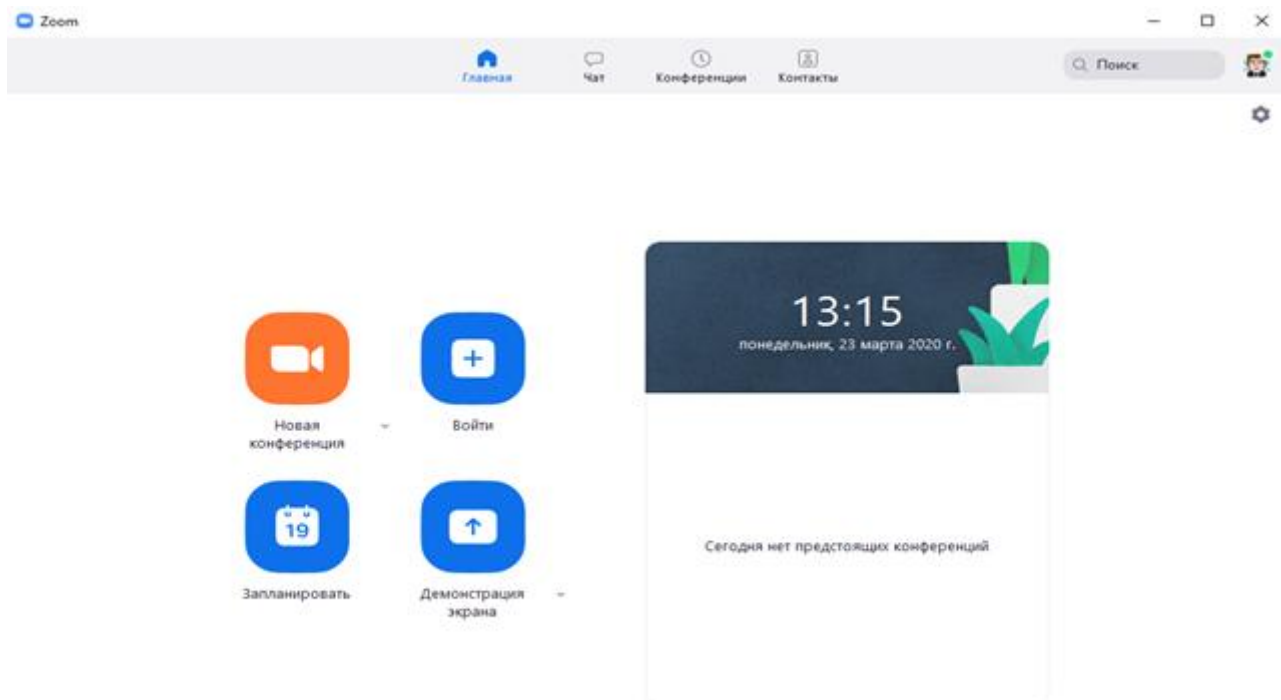 Zoom
Главная
Чат
Конференции
Контакты
Поиск
13:15
понедельник, 23 марта 2020 г.
Новая
конференция
Войти
19
Запланировать
Демонстрация
экрана
Сегодня нет предстоящих конференций